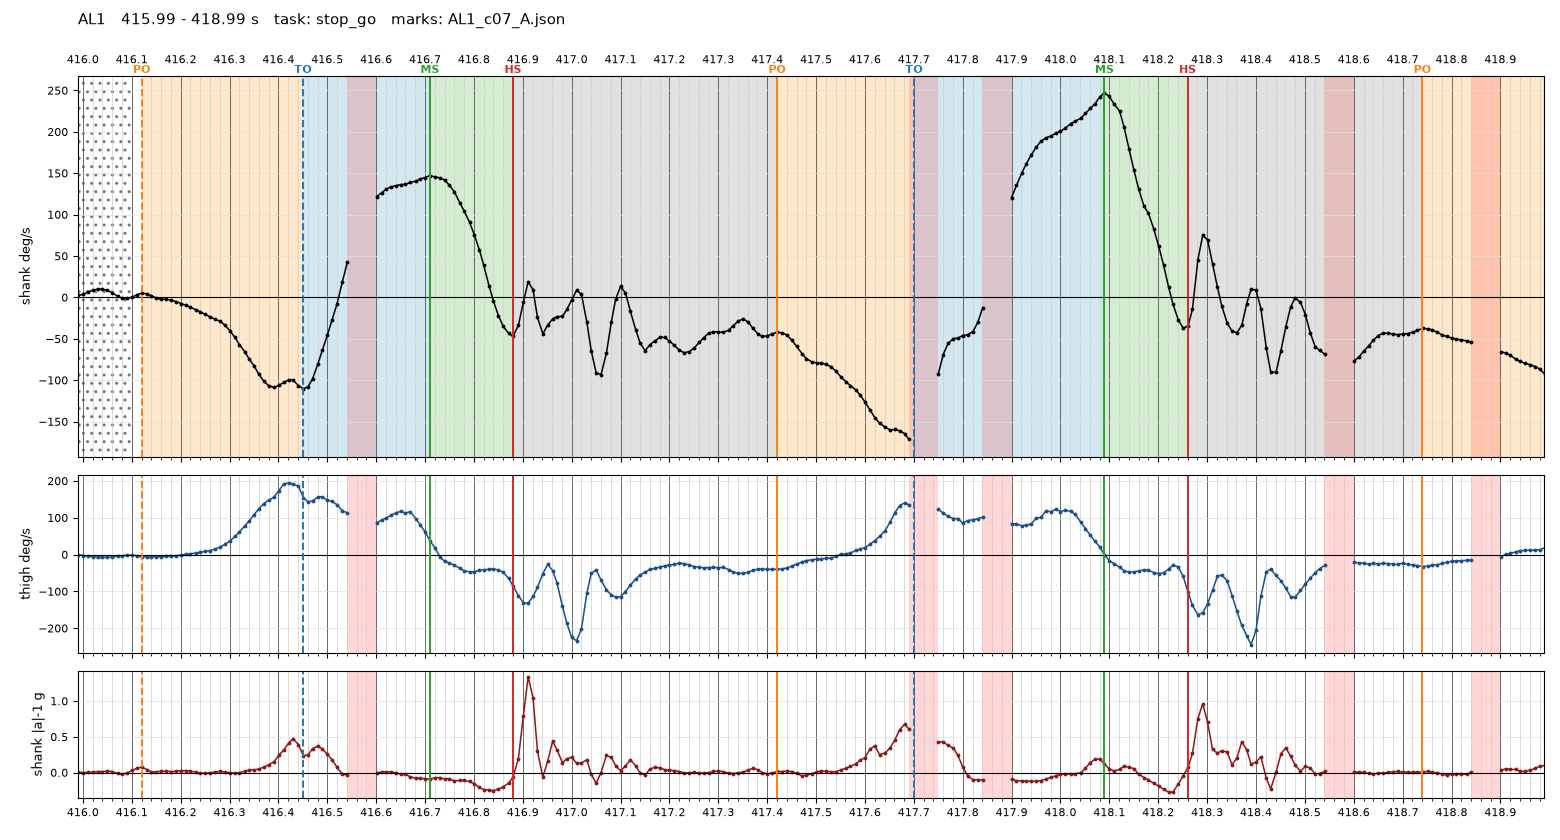 AL1 415.99 - 418.99 s task: stop_go marks: AL1_c07_A.json
416.0 416.1 416.2 416.3 416.4 416.5 416.6 416.7 416.8 416.9 417.0 417.1 417.2 417.3 417.4 417.5 417.6 417.7 417.8 417.9 418.0 418.1 418.2 418.3 418.4 418.5 418.6 418.7 418.8 418.9
PO TO MS HS PO TO MS HS PO
250
200
150
100
50
0
−50
−100
−150
shank deg/s
200
100
0
−100
−200
thigh deg/s
1.0
0.5
0.0
shank |a|-1 g
416.0 416.1 416.2 416.3 416.4 416.5 416.6 416.7 416.8 416.9 417.0 417.1 417.2 417.3 417.4 417.5 417.6 417.7 417.8 417.9 418.0 418.1 418.2 418.3 418.4 418.5 418.6 418.7 418.8 418.9